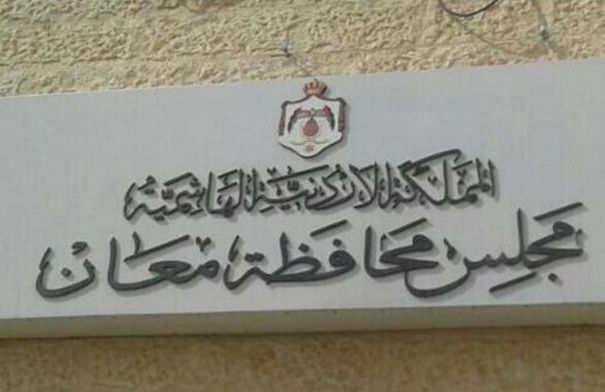 المملكة الأردنية الهاشمية
مجلس محافظة معان